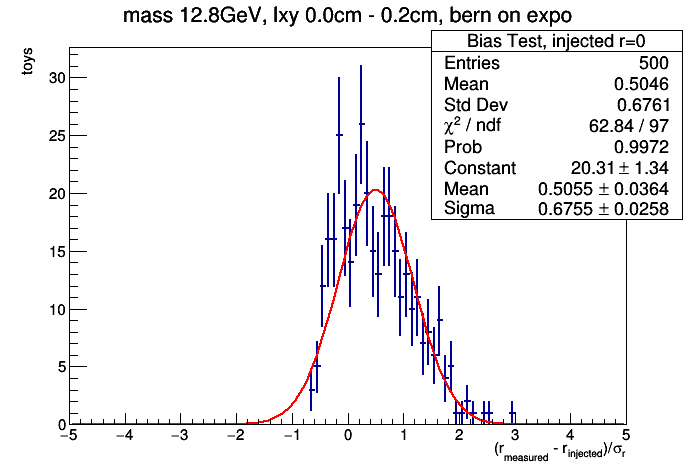 mass 12.8GeV, lxy 0.0cm - 0.2cm, bern on expo
Bias Test, injected r=0
Entries 500
Mean 0.5046
Std Dev 0.6761
χ² / ndf 62.84 / 97
Prob 0.9972
Constant 20.31 ± 1.34
Mean 0.5055 ± 0.0364
Sigma 0.6755 ± 0.0258
toys
30
25
20
15
10
5
0
−5 −4 −3 −2 −1 0 1 2 3 4 5
(r_measured - r_injected)/σ_r